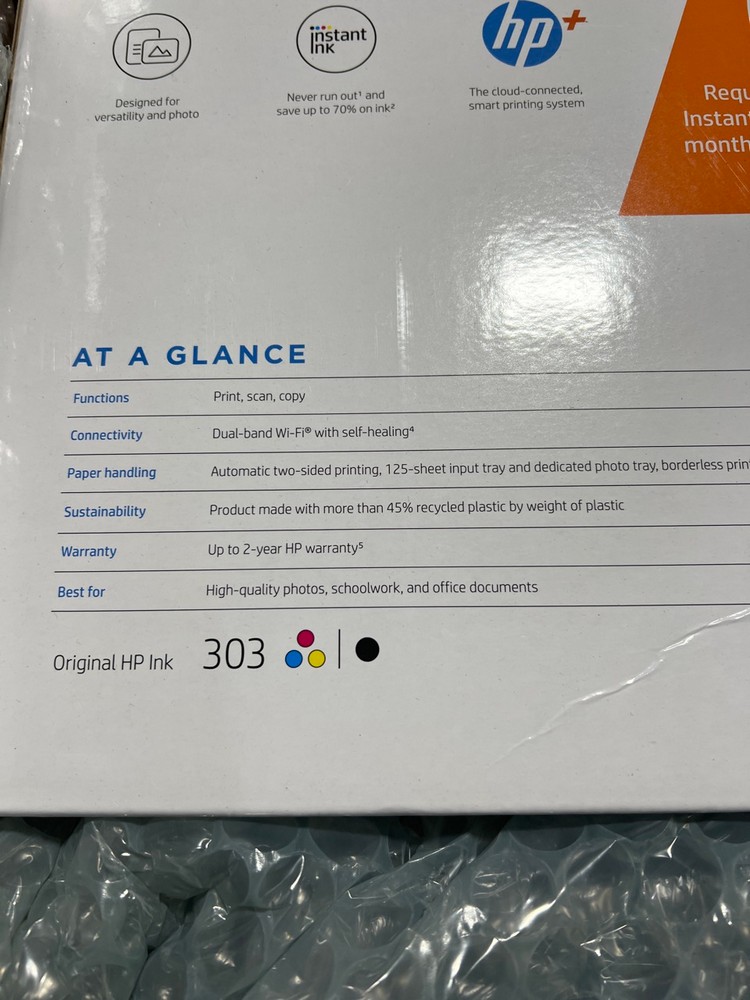 instant
ink
hp+
Designed for
versatility and photo
Never run out¹ and
save up to 70% on ink²
The cloud-connected,
smart printing system
AT A GLANCE
Functions Print, scan, copy
Connectivity Dual-band Wi-Fi® with self-healing⁴
Paper handling Automatic two-sided printing, 125-sheet input tray and dedicated photo tray, borderless
Sustainability Product made with more than 45% recycled plastic by weight of plastic
Warranty Up to 2-year HP warranty⁵
Best for High-quality photos, schoolwork, and office documents
Original HP Ink 303